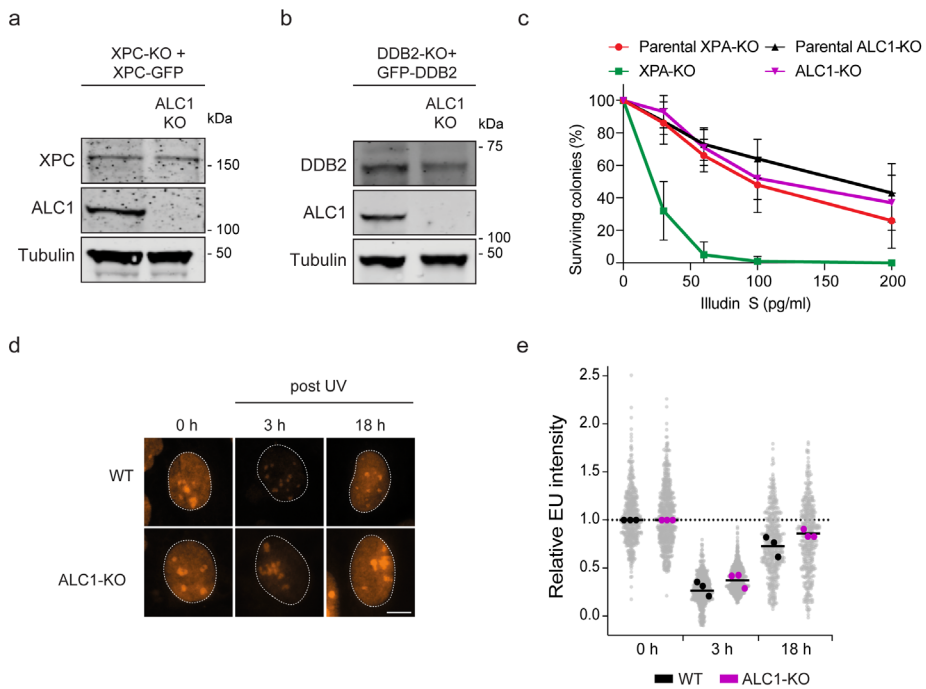 a
XPC-KO +
XPC-GFP
ALC1
KO
kDa
XPC
- 150
ALC1
- 100
Tubulin
- 50
b
DDB2-KO+
GFP-DDB2
ALC1
KO
kDa
- 75
DDB2
ALC1
- 100
Tubulin
- 50
c
Parental XPA-KO
Parental ALC1-KO
XPA-KO
ALC1-KO
Surviving colonies (%)
100
80
60
40
20
0
0
50
100
150
200
Illudin S (pg/ml)
d
post UV
0 h
3 h
18 h
WT
ALC1-KO
e
Relative EU intensity
2.5
2.0
1.5
1.0
0.5
0.0
0 h
3 h
18 h
WT
ALC1-KO